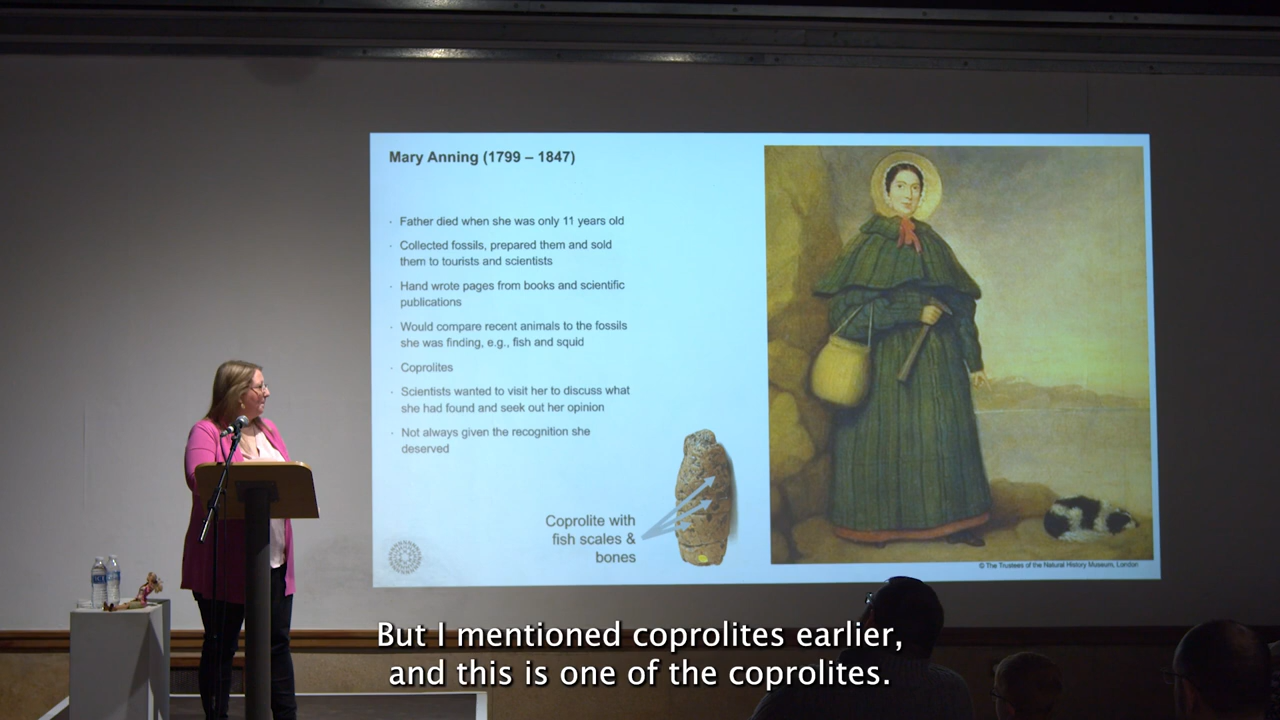 Mary Anning (1799 – 1847)
· Father died when she was only 11 years old
· Collected fossils, prepared them and sold
them to tourists and scientists
· Hand wrote pages from books and scientific
publications
· Would compare recent animals to the fossils
she was finding, e.g., fish and squid
· Coprolites
· Scientists wanted to visit her to discuss what
she had found and seek out her opinion
· Not always given the recognition she
deserved
Coprolite with
fish scales &
bones
© The Trustees of the Natural History Museum, London
But I mentioned coprolites earlier,
and this is one of the coprolites.